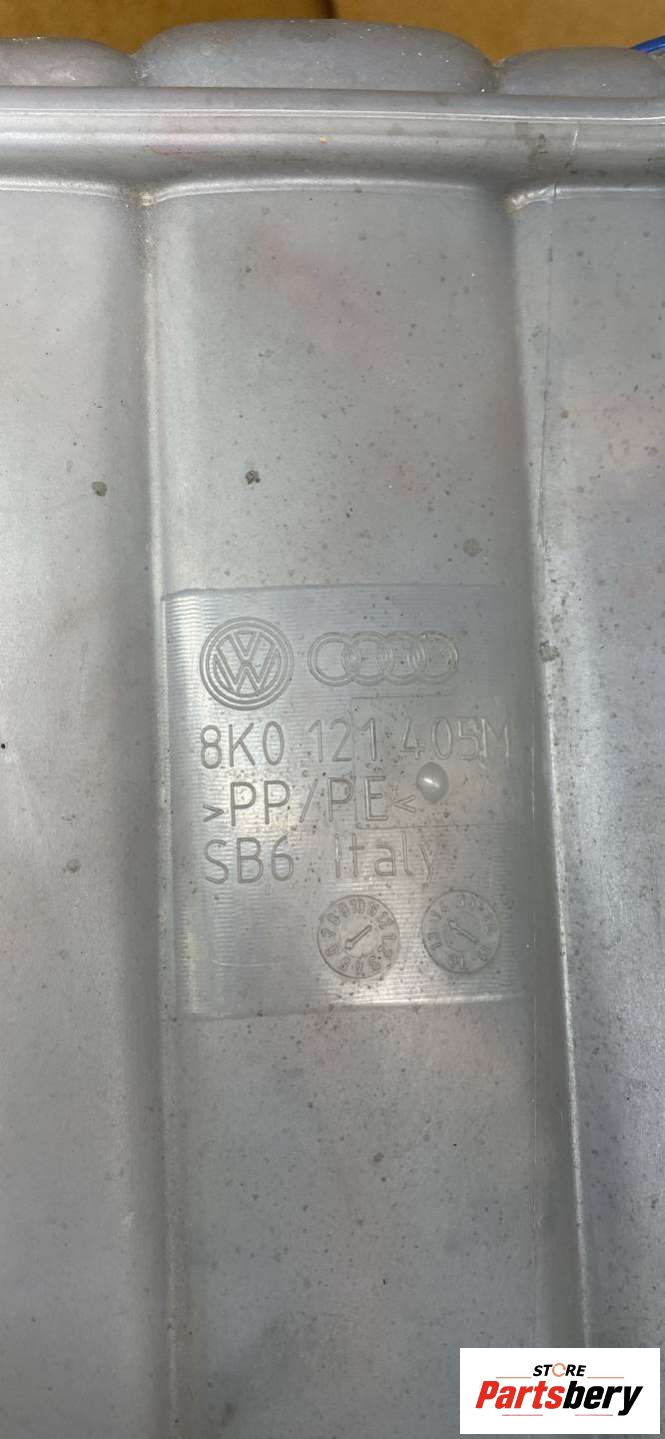 8K0 121 405M
>PP/PE<
SB6 Italy
STORE
Partsbery